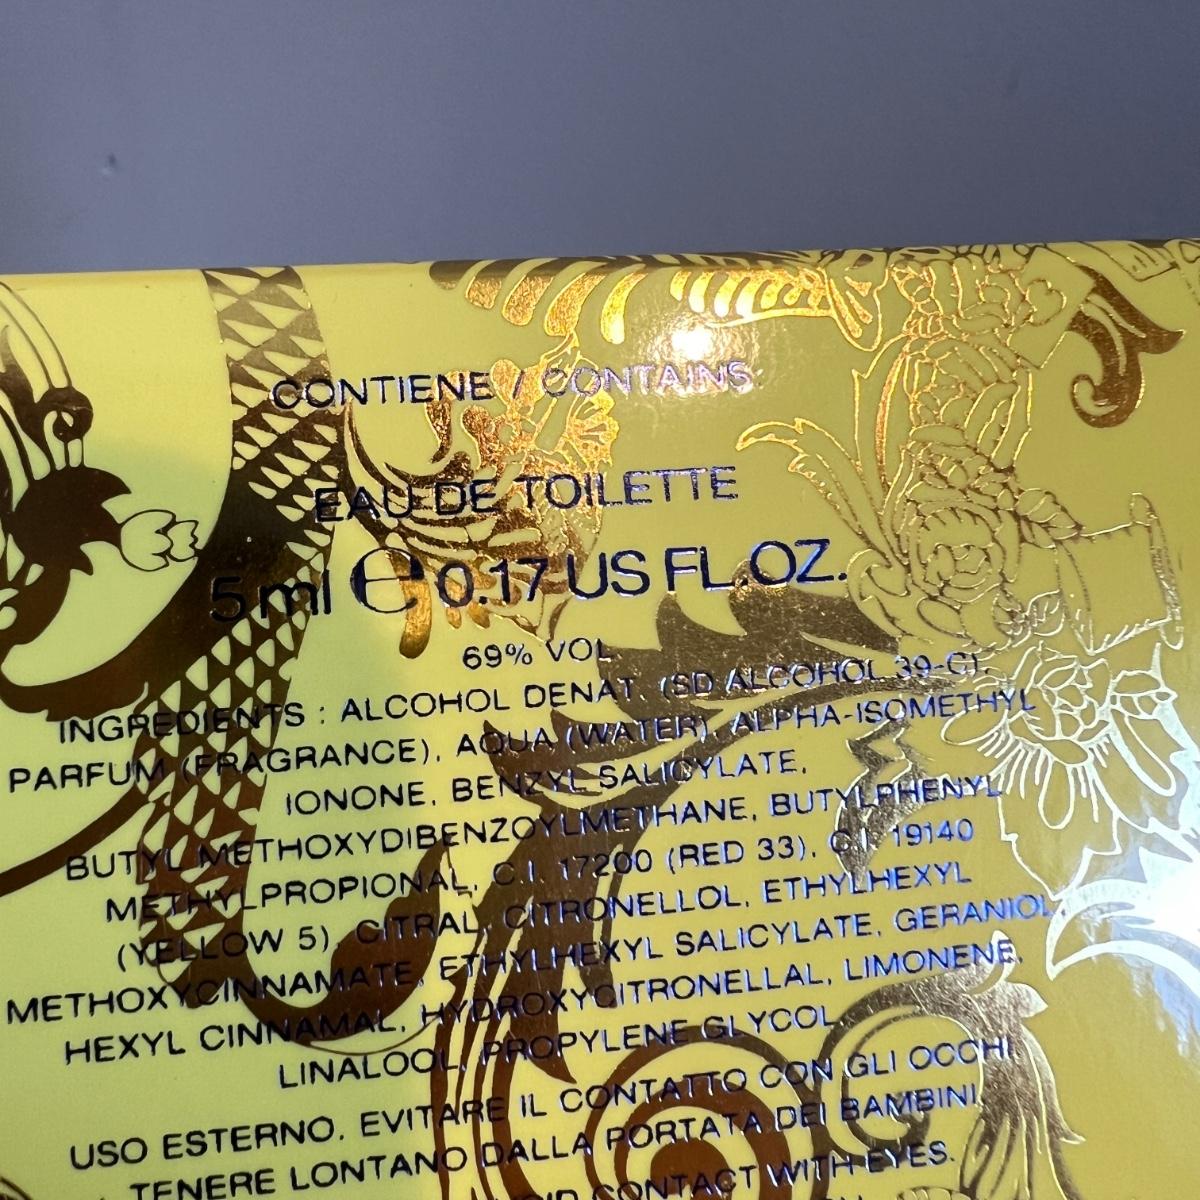 CONTIENE / CONTAINS:
EAU DE TOILETTE
5 ml ℮ 0.17 US FL.OZ.
69% VOL
INGREDIENTS : ALCOHOL DENAT. (SD ALCOHOL 39-C),
PARFUM (FRAGRANCE), AQUA (WATER), ALPHA-ISOMETHYL
IONONE, BENZYL SALICYLATE,
BUTYL METHOXYDIBENZOYLMETHANE, BUTYLPHENYL
METHYLPROPIONAL, C.I. 17200 (RED 33), C.I. 19140
(YELLOW 5), CITRAL, CITRONELLOL, ETHYLHEXYL
METHOXYCINNAMATE, ETHYLHEXYL SALICYLATE, GERANIOL,
HEXYL CINNAMAL, HYDROXYCITRONELLAL, LIMONENE,
LINALOOL, PROPYLENE GLYCOL.
USO ESTERNO. EVITARE IL CONTATTO CON GLI OCCHI
TENERE LONTANO DALLA PORTATA DEI BAMBINI.
CONTACT WITH EYES.